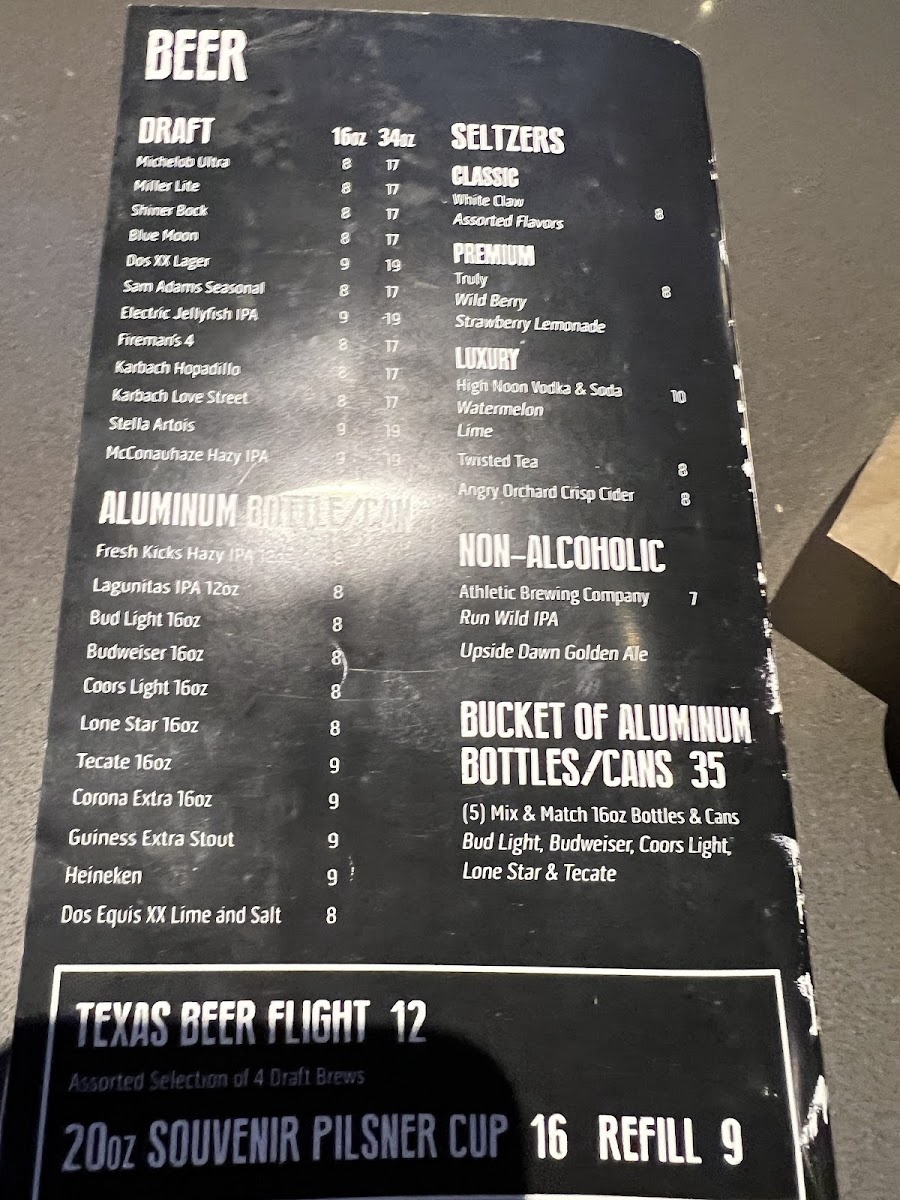 BEER
DRAFT 16oz 34oz
Michelob Ultra 8 17
Miller Lite 8 17
Shiner Bock 8 17
Blue Moon 8 17
Dos XX Lager 9 19
Sam Adams Seasonal 8 17
Electric Jellyfish IPA 9 19
Fireman's 4 8 17
Karbach Hopadillo 8 17
Karbach Love Street 8 17
Stella Artois 9 19
McConauhaze Hazy IPA 9 19
ALUMINUM BOTTLE/CAN
Fresh Kicks Hazy IPA 12oz 8
Lagunitas IPA 12oz 8
Bud Light 16oz 8
Budweiser 16oz 8
Coors Light 16oz 8
Lone Star 16oz 8
Tecate 16oz 9
Corona Extra 16oz 9
Guiness Extra Stout 9
Heineken 9
Dos Equis XX Lime and Salt 8
SELTZERS
CLASSIC
White Claw
Assorted Flavors 8
PREMIUM
Truly
Wild Berry 8
Strawberry Lemonade
LUXURY
High Noon Vodka & Soda 10
Watermelon
Lime
Twisted Tea 8
Angry Orchard Crisp Cider 8
NON-ALCOHOLIC
Athletic Brewing Company 7
Run Wild IPA
Upside Dawn Golden Ale
BUCKET OF ALUMINUM
BOTTLES/CANS 35
(5) Mix & Match 16oz Bottles & Cans
Bud Light, Budweiser, Coors Light,
Lone Star & Tecate
TEXAS BEER FLIGHT 12
Assorted Selection of 4 Draft Brews
20oz SOUVENIR PILSNER CUP 16 REFILL 9